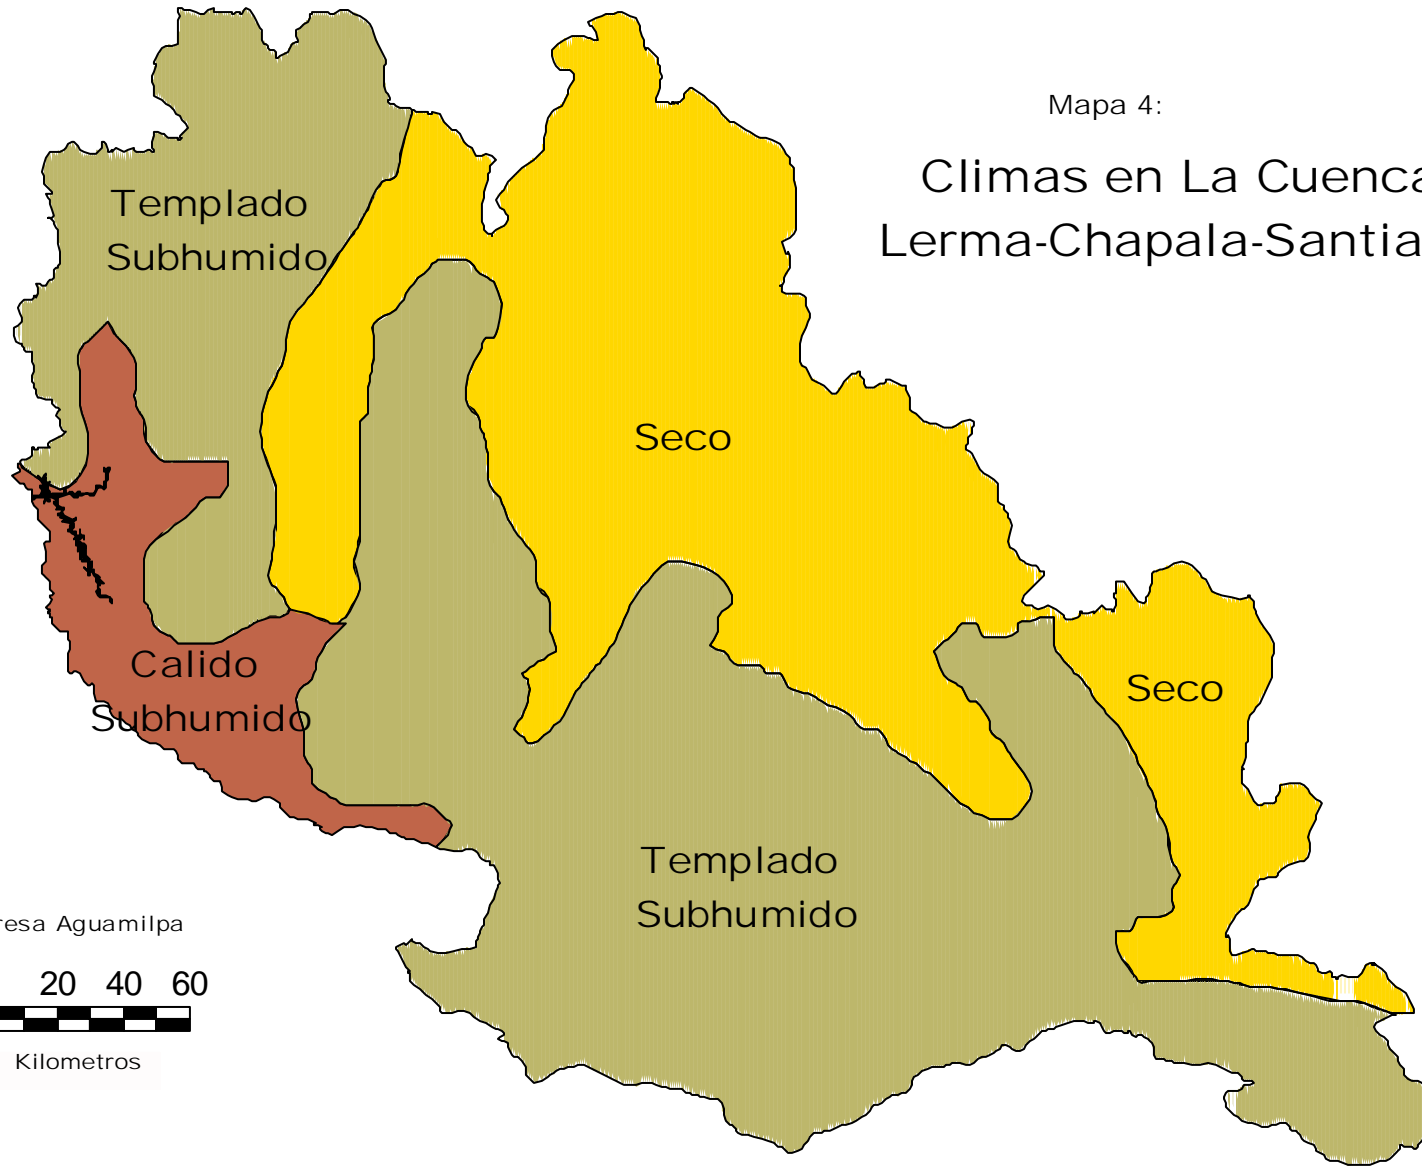 Mapa 4:
Climas en La Cuenca
Lerma-Chapala-Santia
Templado
Subhumido
Seco
Calido
Subhumido
Seco
Templado
Subhumido
resa Aguamilpa
20 40 60
Kilometros